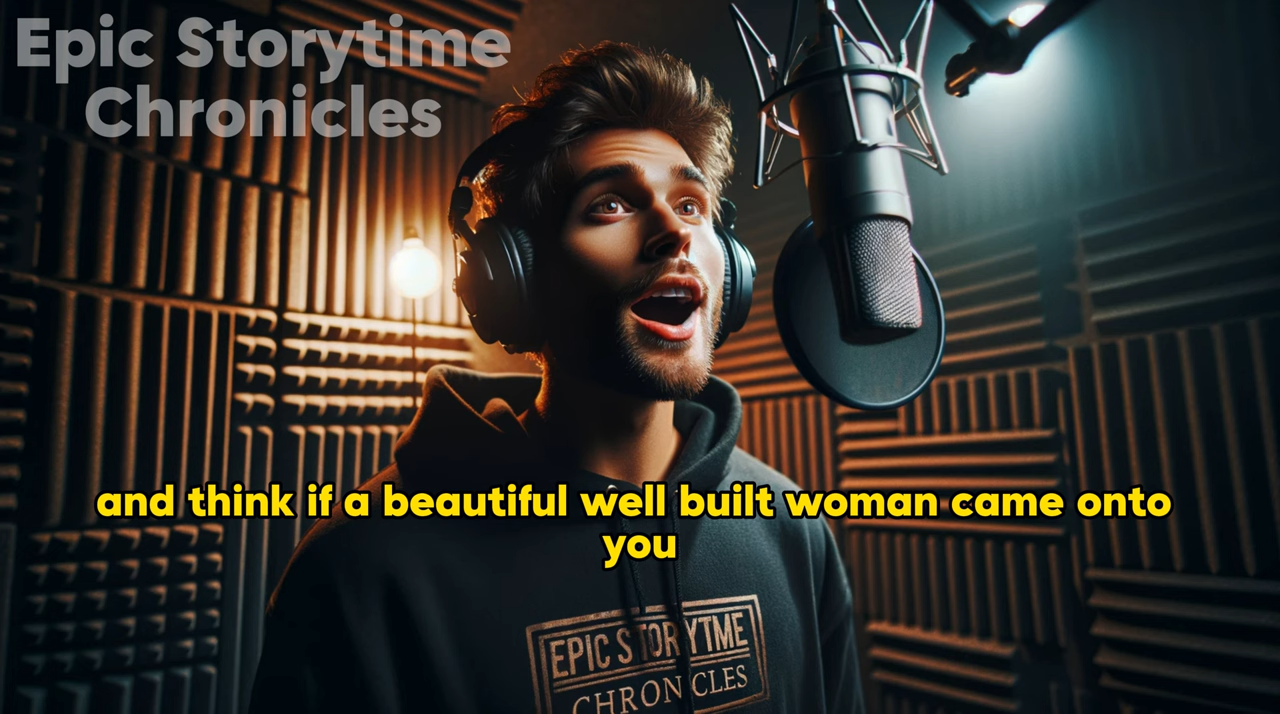 Epic Storytime
Chronicles
and think if a beautiful well built woman came onto
you
EPIC STORYTME
CHRONICLES